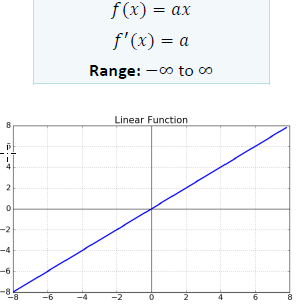 f(x) = ax
f′(x) = a
Range: −∞ to ∞
Linear Function
8
4
2
0
−2
−4
−6
−8
−8 −6 −4 −2 0 2 4 6 8